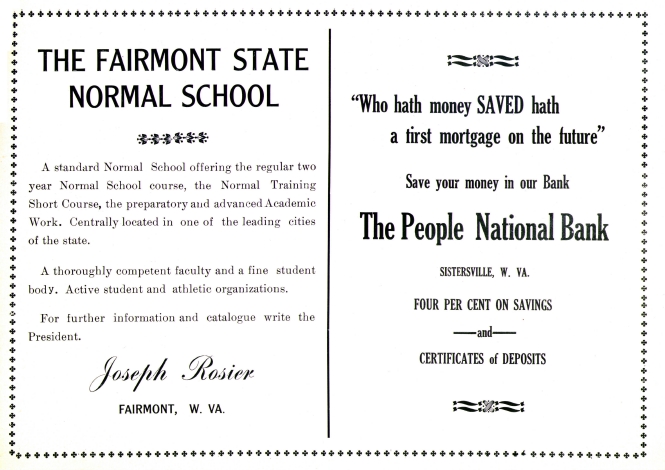 THE FAIRMONT STATE
NORMAL SCHOOL
A standard Normal School offering the regular two
year Normal School course, the Normal Training
Short Course, the preparatory and advanced Academic
Work. Centrally located in one of the leading cities
of the state.
A thoroughly competent faculty and a fine student
body. Active student and athletic organizations.
For further information and catalogue write the
President.
Joseph Rosier
FAIRMONT, W. VA.
“Who hath money SAVED hath
a first mortgage on the future”
Save your money in our Bank
The People National Bank
SISTERSVILLE, W. VA.
FOUR PER CENT ON SAVINGS
—and—
CERTIFICATES of DEPOSITS